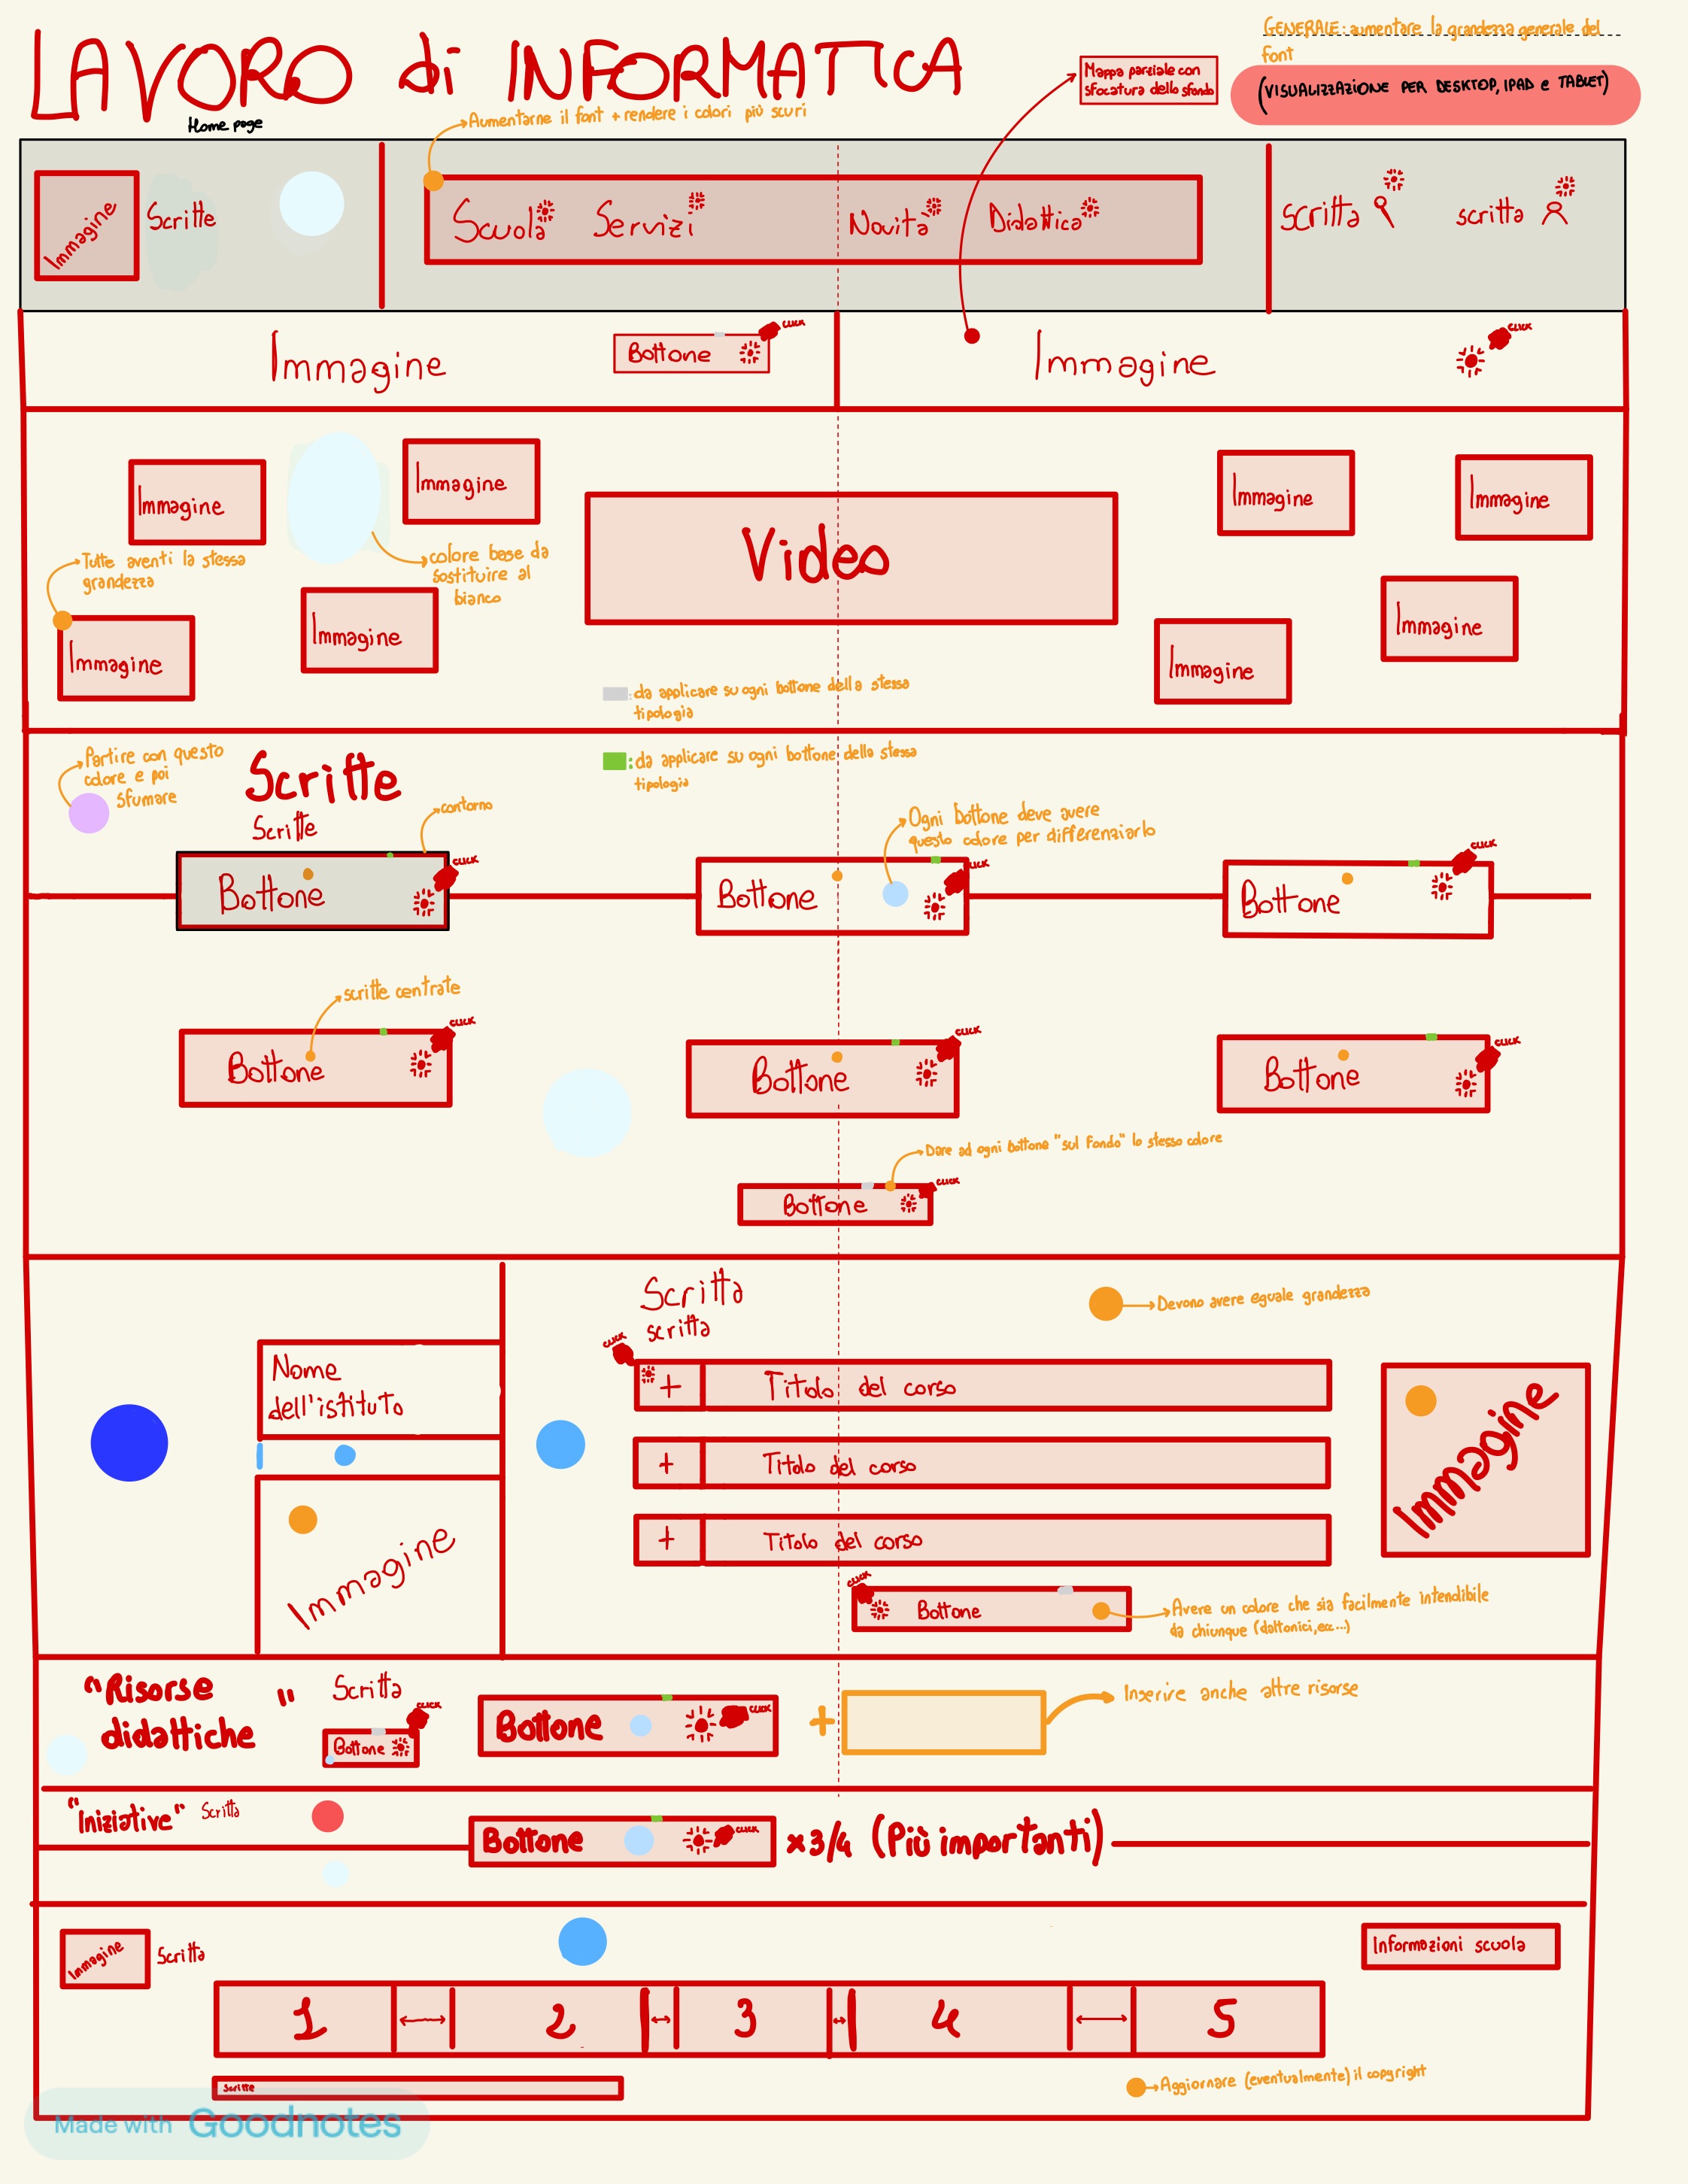 LAVORO di INFORMATICA
GENERALE: aumentare la grandezza generale del
font
(VISUALIZZAZIONE PER DESKTOP, IPAD e TABLET)
Mappa parziale con
sfocatura dello sfondo
Home page
Aumentarne il font + rendere i colori più scuri
Immagine
Scritte
Scuola
Servizi
Novità
Didattica
scritta
scritta
Immagine
Bottone
CLICK
Immagine
CLICK
Immagine
Immagine
Immagine
Immagine
Tutte aventi la stessa
grandezza
colore base da
sostituire al
bianco
Immagine
Immagine
Video
Immagine
Immagine
: da applicare su ogni bottone della stessa
tipologia
Partire con questo
colore e poi
sfumare
Scritte
Scritte
: da applicare su ogni bottone della stessa
tipologia
contorno
Ogni bottone deve avere
questo colore per differenziarlo
Bottone
CLICK
Bottone
CLICK
Bottone
CLICK
scritte centrate
Bottone
CLICK
Bottone
CLICK
Bottone
CLICK
Dare ad ogni bottone "sul fondo" lo stesso colore
Bottone
CLICK
Scritta
scritta
Devono avere eguale grandezza
Nome
dell'istituto
CLICK
+ Titolo del corso
+ Titolo del corso
+ Titolo del corso
Immagine
Immagine
CLICK
Bottone
Avere un colore che sia facilmente intendibile
da chiunque (daltonici, ecc...)
"Risorse
didattiche "
Scritta
Bottone
CLICK
Bottone
CLICK
+
Inserire anche altre risorse
"Iniziative" Scritta
Bottone
CLICK
x3/4 (Più importanti)
Immagine
Scritta
Informazioni scuola
1 2 3 4 5
scritte
Aggiornare (eventualmente) il copyright
Made with Goodnotes